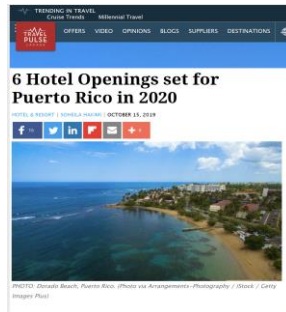 TRENDING IN TRAVEL
Cruise Trends Millennial Travel
TRAVEL
PULSE
OFFERS VIDEO OPINIONS BLOGS SUPPLIERS DESTINATIONS
6 Hotel Openings set for
Puerto Rico in 2020
HOTEL & RESORT | OCTOBER 15, 2019
PHOTO: Dorado Beach, Puerto Rico. (Photo via Arrangements-Photography / iStock / Getty
Images Plus)